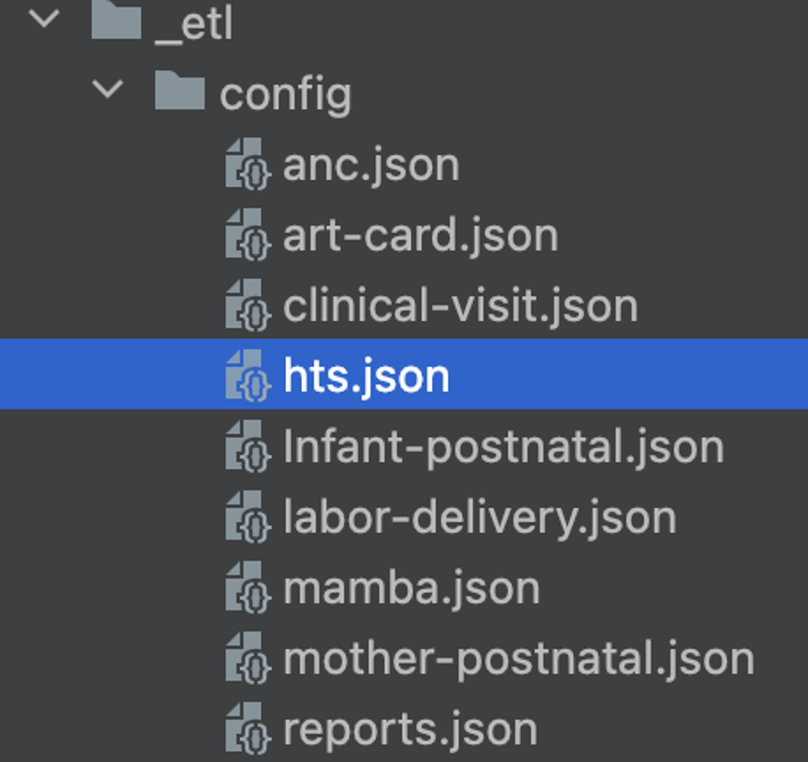 _etl
config
anc.json
art-card.json
clinical-visit.json
hts.json
Infant-postnatal.json
labor-delivery.json
mamba.json
mother-postnatal.json
reports.json